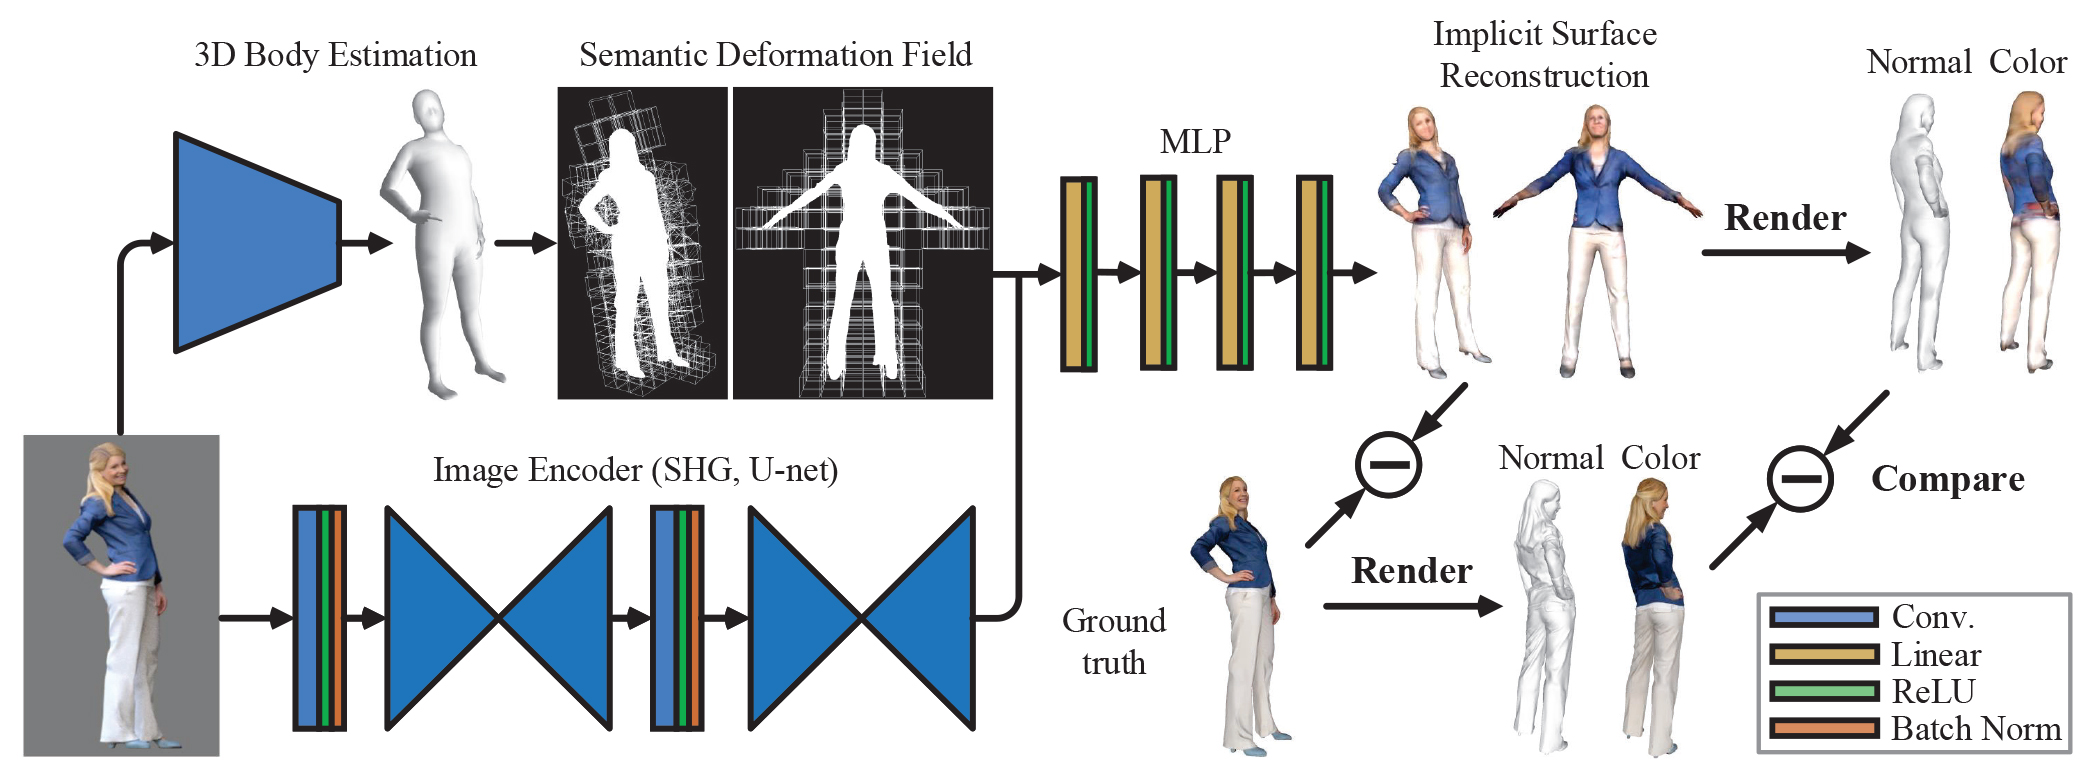 3D Body Estimation
Semantic Deformation Field
MLP
Implicit Surface
Reconstruction
Render
Normal Color
Image Encoder (SHG, U-net)
Ground
truth
Render
Normal Color
Compare
Conv.
Linear
ReLU
Batch Norm